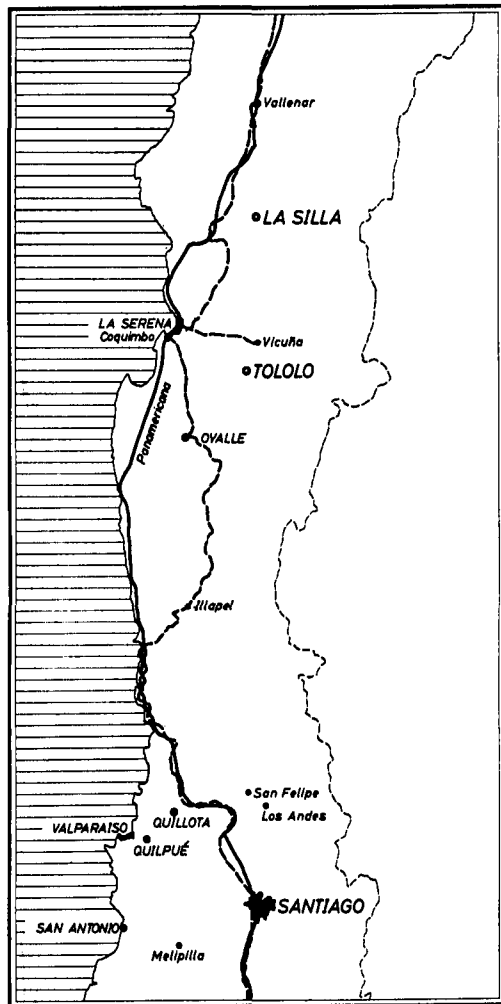 Vallenar
LA SILLA
LA SERENA
Coquimbo
Vicuña
TOLOLO
Panamericana
OVALLE
Illapel
San Felipe
Los Andes
QUILLOTA
VALPARAISO
QUILPUÉ
SANTIAGO
SAN ANTONIO
Melipilla